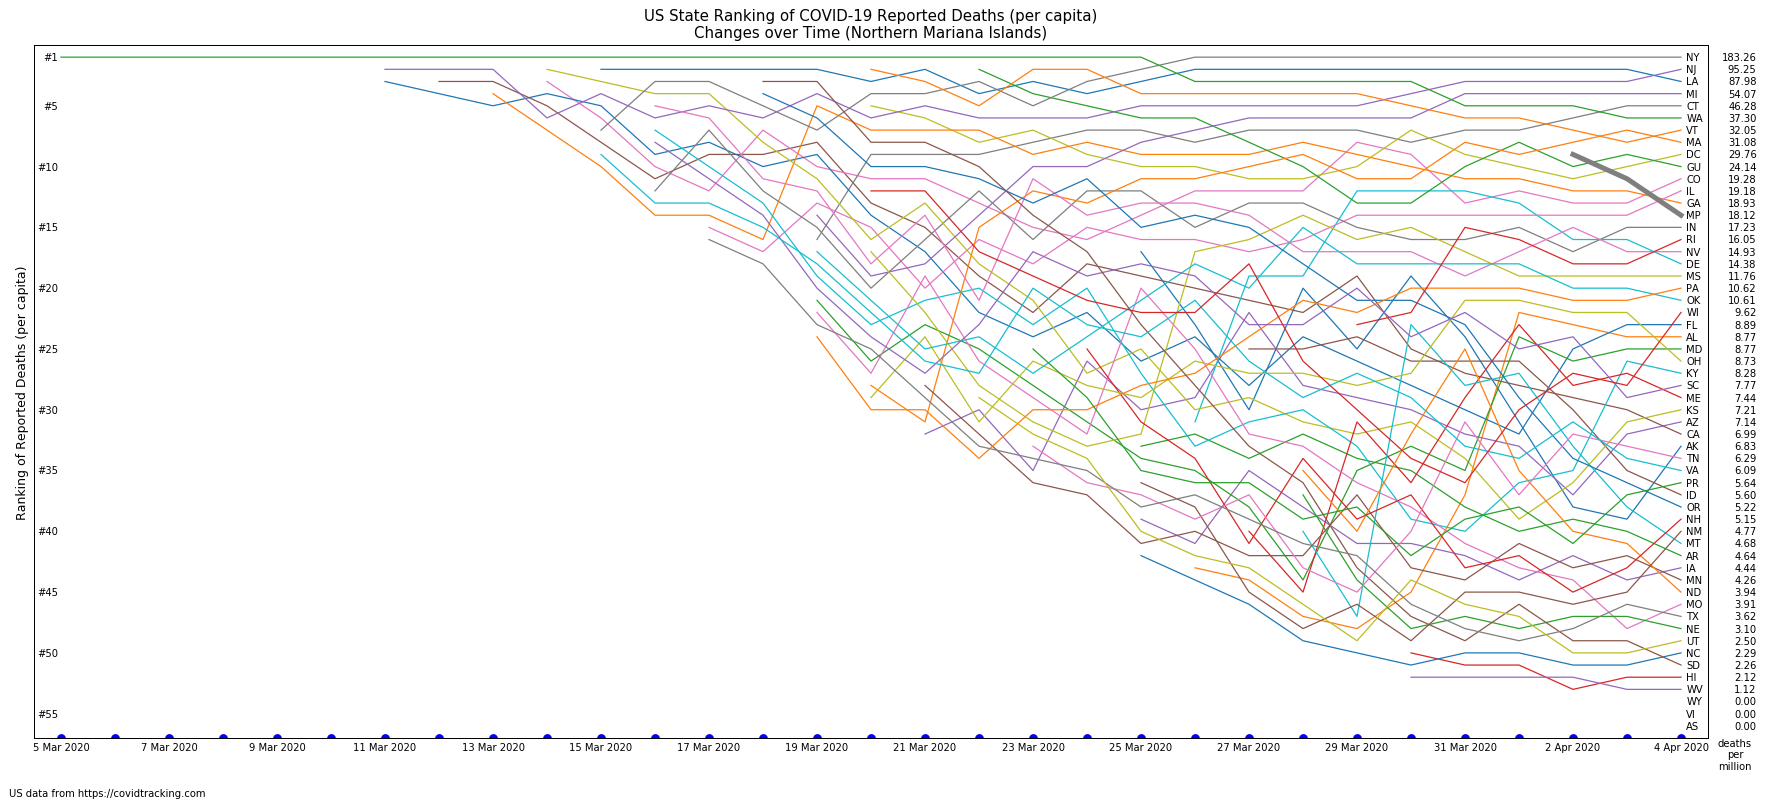 US State Ranking of COVID-19 Reported Deaths (per capita)
Changes over Time (Northern Mariana Islands)
Ranking of Reported Deaths (per capita)
#1
#5
#10
#15
#20
#25
#30
#35
#40
#45
#50
#55
NY 183.26
NJ 95.25
LA 87.98
MI 54.07
CT 46.28
WA 37.30
VT 32.05
MA 31.08
DC 29.76
GU 24.14
CO 19.28
IL 19.18
GA 18.93
MP 18.12
IN 17.23
RI 16.05
NV 14.93
DE 14.38
MS 11.76
PA 10.62
OK 10.61
WI 9.62
FL 8.89
AL 8.77
MD 8.77
OH 8.73
KY 8.28
SC 7.77
ME 7.44
KS 7.21
AZ 7.14
CA 6.99
AK 6.83
TN 6.29
VA 6.09
PR 5.64
ID 5.60
OR 5.22
NH 5.15
NM 4.77
MT 4.68
AR 4.64
IA 4.44
MN 4.26
ND 3.94
MO 3.91
TX 3.62
NE 3.10
UT 2.50
NC 2.29
SD 2.26
HI 2.12
WV 1.12
WY 0.00
VI 0.00
AS 0.00
5 Mar 2020 7 Mar 2020 9 Mar 2020 11 Mar 2020 13 Mar 2020 15 Mar 2020 17 Mar 2020 19 Mar 2020 21 Mar 2020 23 Mar 2020 25 Mar 2020 27 Mar 2020 29 Mar 2020 31 Mar 2020 2 Apr 2020 4 Apr 2020
deaths
per
million
US data from https://covidtracking.com